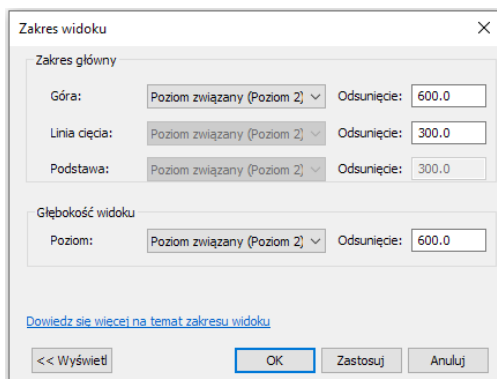 Zakres widoku
Zakres główny
Góra: Poziom związany (Poziom 2) Odsunięcie: 600.0
Linia cięcia: Poziom związany (Poziom 2) Odsunięcie: 300.0
Podstawa: Poziom związany (Poziom 2) Odsunięcie: 300.0
Głębokość widoku
Poziom: Poziom związany (Poziom 2) Odsunięcie: 600.0
Dowiedz się więcej na temat zakresu widoku
<< Wyświetl OK Zastosuj Anuluj